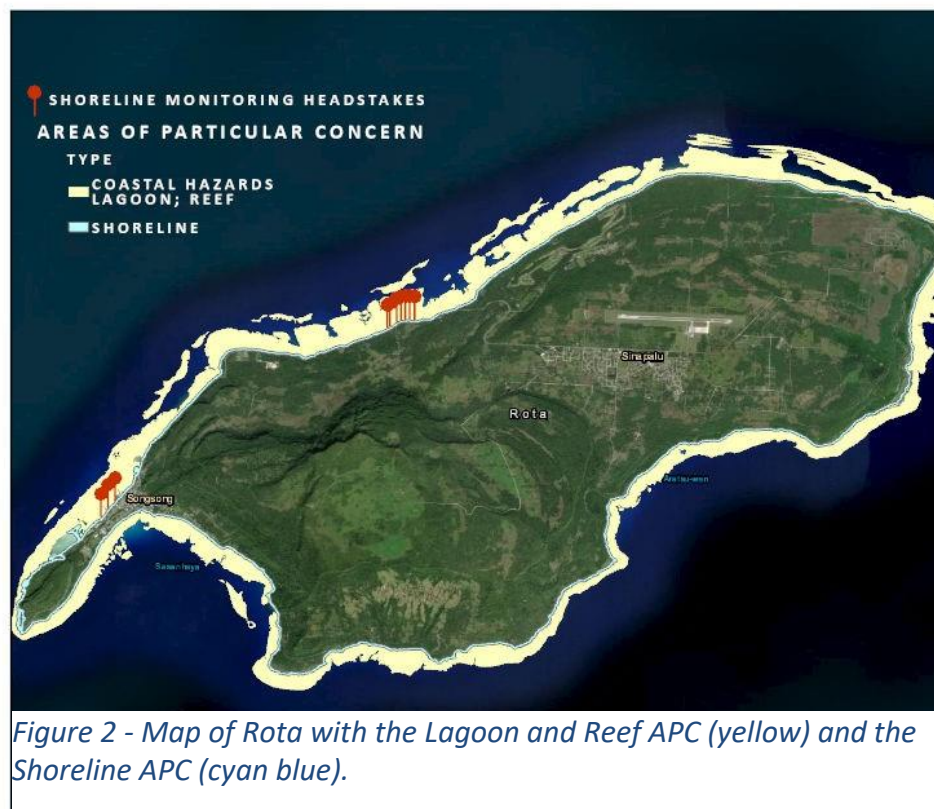 SHORELINE MONITORING HEADSTAKES
AREAS OF PARTICULAR CONCERN
TYPE
COASTAL HAZARDS
LAGOON; REEF
SHORELINE
Sinapalu
Rota
Songsong
Figure 2 - Map of Rota with the Lagoon and Reef APC (yellow) and the
Shoreline APC (cyan blue).